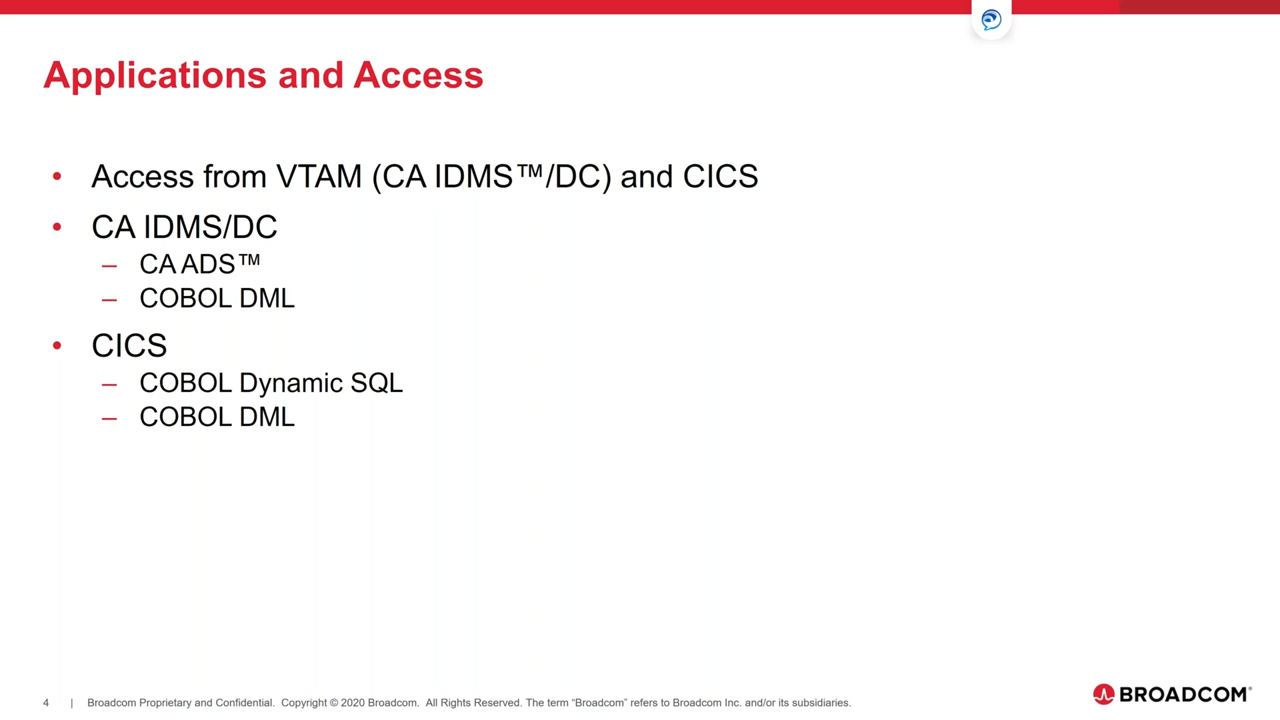 Applications and Access
• Access from VTAM (CA IDMS™/DC) and CICS
• CA IDMS/DC
– CA ADS™
– COBOL DML
• CICS
– COBOL Dynamic SQL
– COBOL DML
4 | Broadcom Proprietary and Confidential. Copyright © 2020 Broadcom. All Rights Reserved. The term “Broadcom” refers to Broadcom Inc. and/or its subsidiaries.
BROADCOM®